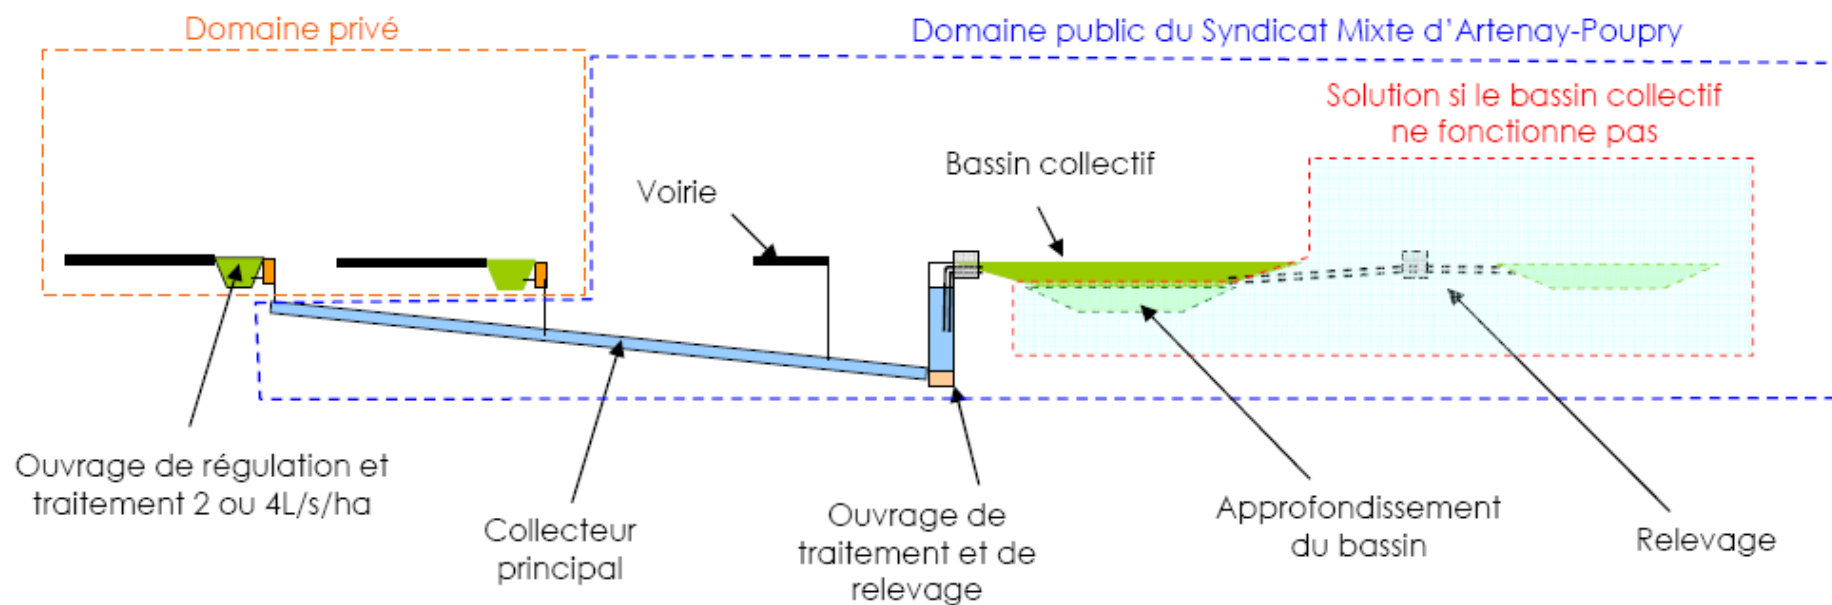 Domaine privé
Domaine public du Syndicat Mixte d'Artenay-Poupry
Solution si le bassin collectif
ne fonctionne pas
Bassin collectif
Voirie
Ouvrage de régulation et
traitement 2 ou 4L/s/ha
Collecteur
principal
Ouvrage de
traitement et de
relevage
Approfondissement
du bassin
Relevage